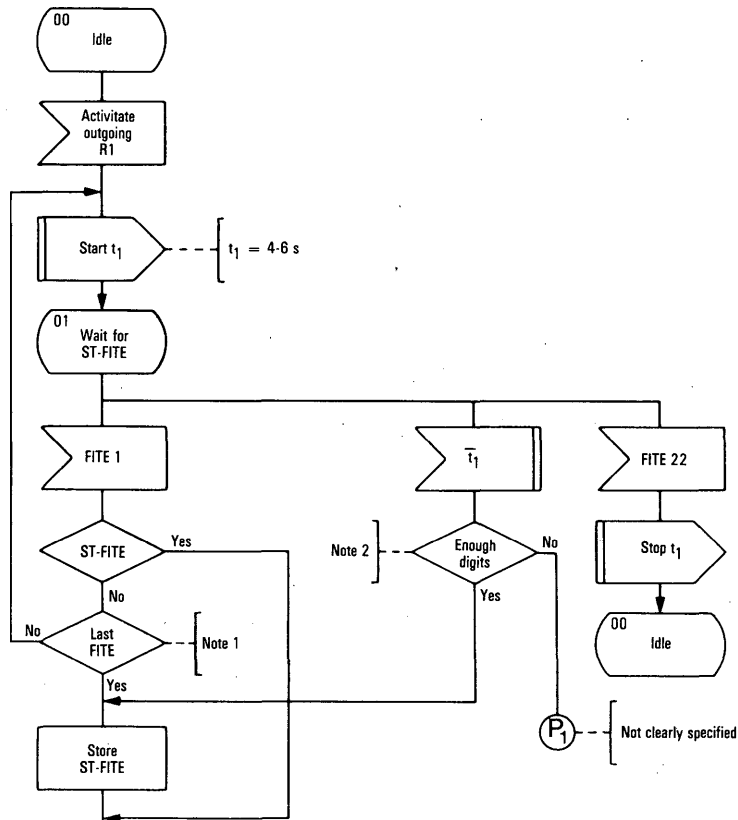 00
Idle
Activitate
outgoing
R1
Start t₁
t₁ = 4-6 s
01
Wait for
ST-FITE
FITE 1
t̅₁
FITE 22
ST-FITE
Yes
No
Note 2
Enough
digits
No
Yes
Stop t₁
No
Last
FITE
Note 1
Yes
00
Idle
Store
ST-FITE
P₁
Not clearly specified